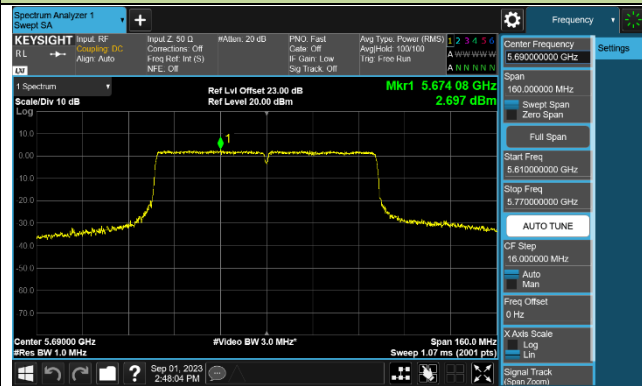 Spectrum Analyzer 1
Swept SA
Frequency
KEYSIGHT
RL
LXI
Input: RF
Coupling: DC
Align: Auto
Input Z: 50 Ω
Corrections: Off
Freq Ref: Int (S)
NFE: Off
#Atten: 20 dB
PNO: Fast
Gate: Off
IF Gain: Low
Sig Track: Off
Avg Type: Power (RMS)
Avg|Hold: 100/100
Trig: Free Run
1 2 3 4 5 6
A W W W W W
A N N N N N
1 Spectrum
Scale/Div 10 dB
Log
Ref Lvl Offset 23.00 dB
Ref Level 20.00 dBm
Mkr1 5.674 08 GHz
2.697 dBm
1
10.0
0.00
-10.0
-20.0
-30.0
-40.0
-50.0
-60.0
-70.0
Center 5.69000 GHz
#Res BW 1.0 MHz
#Video BW 3.0 MHz*
Span 160.0 MHz
Sweep 1.07 ms (2001 pts)
Sep 01, 2023
2:48:04 PM
Center Frequency
5.690000000 GHz
Span
160.000000 MHz
Swept Span
Zero Span
Full Span
Start Freq
5.610000000 GHz
Stop Freq
5.770000000 GHz
AUTO TUNE
CF Step
16.000000 MHz
Auto
Man
Freq Offset
0 Hz
X Axis Scale
Log
Lin
Signal Track
(Span Zoom)
Settings